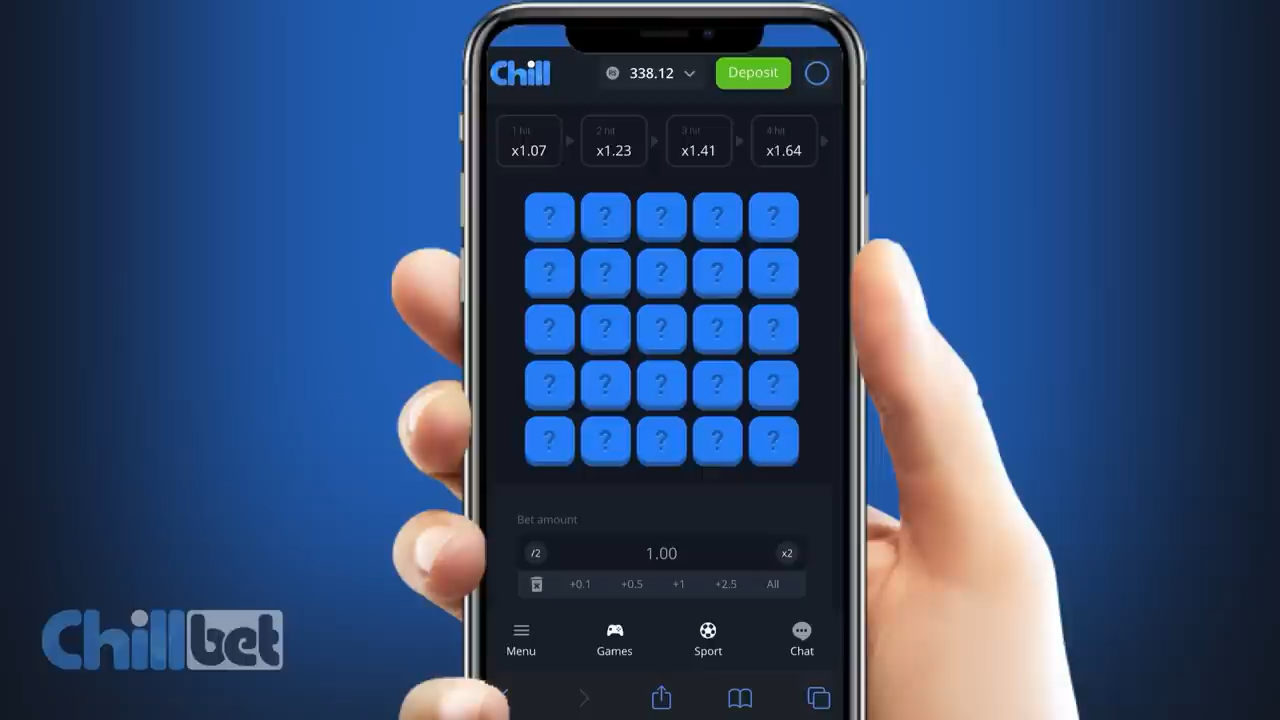 Chill
338.12
Deposit
1 hit
2 hit
3 hit
4 hit
x1.07
x1.23
x1.41
x1.64
? ? ? ? ?
? ? ? ? ?
? ? ? ? ?
? ? ? ? ?
? ? ? ? ?
Bet amount
/2
1.00
x2
+0.1
+0.5
+1
+2.5
All
Menu
Games
Sport
Chat
Chillbet